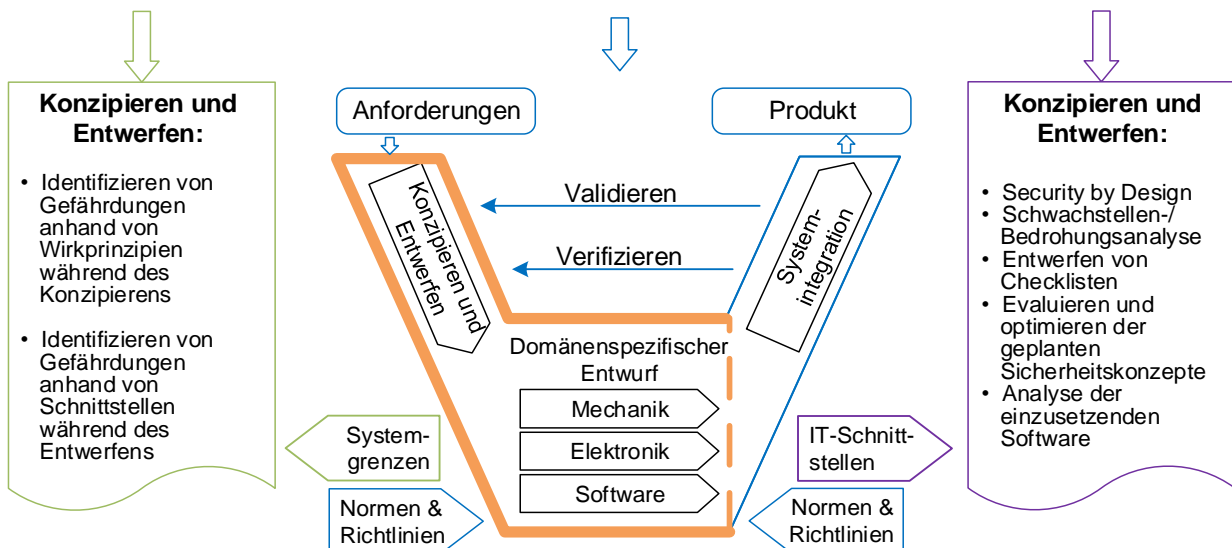 Konzipieren und
Entwerfen:
• Identifizieren von
Gefährdungen
anhand von
Wirkprinzipien
während des
Konzipierens
• Identifizieren von
Gefährdungen
anhand von
Schnittstellen
während des
Entwerfens
Anforderungen
Produkt
Konzipieren und
Entwerfen
Validieren
Verifizieren
System-
integration
Domänenspezifischer
Entwurf
Mechanik
Elektronik
Software
System-
grenzen
IT-Schnitt-
stellen
Normen &
Richtlinien
Normen &
Richtlinien
Konzipieren und
Entwerfen:
• Security by Design
• Schwachstellen-/
Bedrohungsanalyse
• Entwerfen von
Checklisten
• Evaluieren und
optimieren der
geplanten
Sicherheitskonzepte
• Analyse der
einzusetzenden
Software